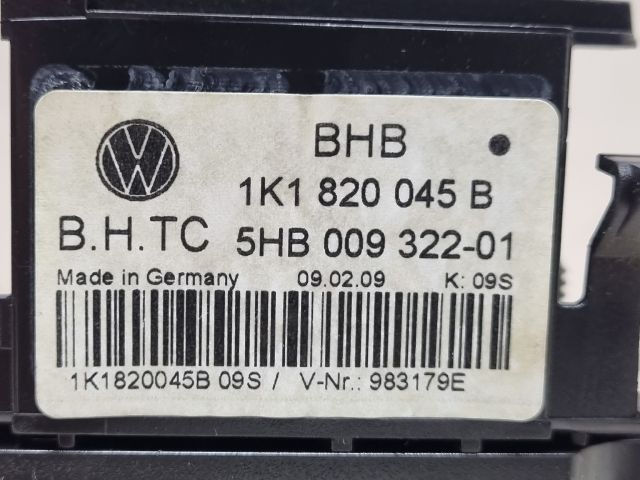 VW
BHB
1K1 820 045 B
B.H.TC 5HB 009 322-01
Made in Germany 09.02.09 K: 09S
1K1820045B 09S / V-Nr.: 983179E